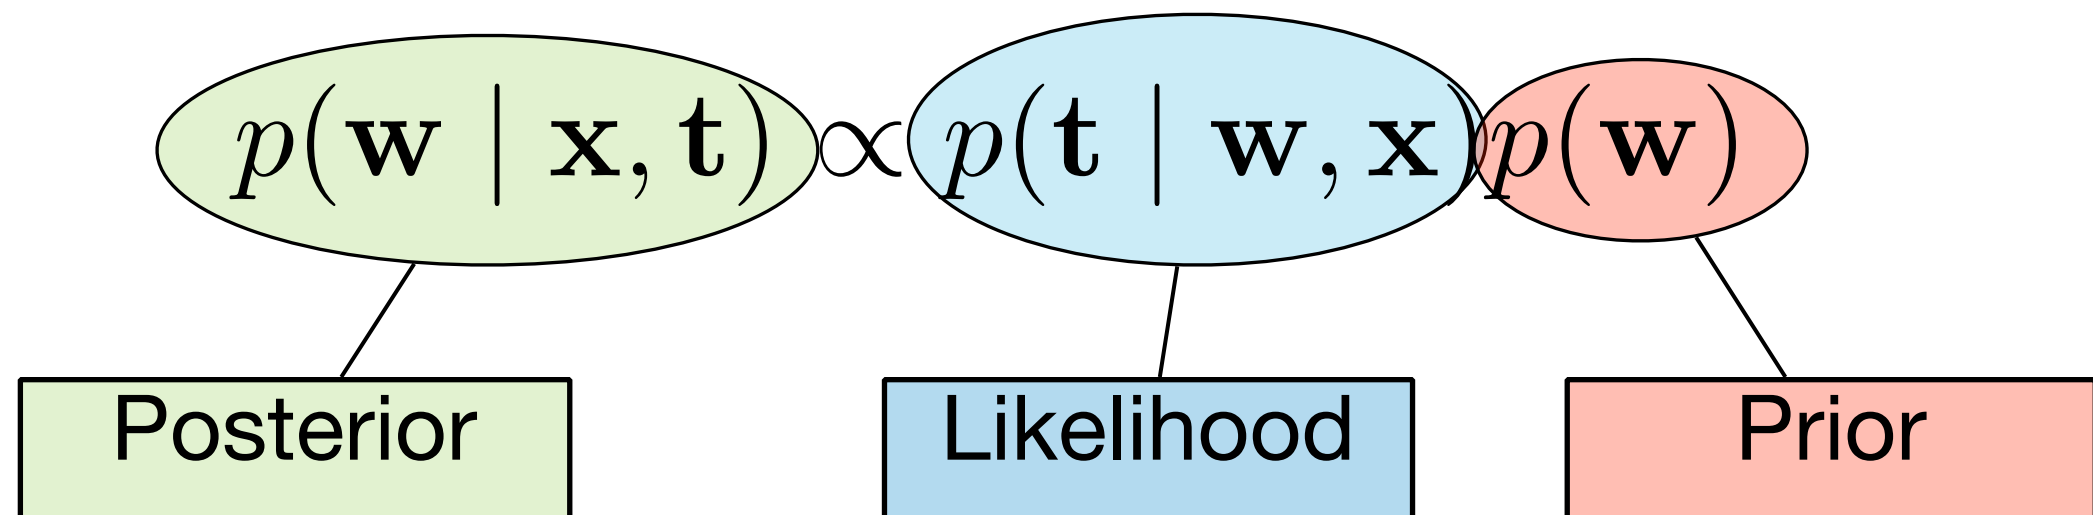 p(w | x, t) ∝ p(t | w, x)p(w)
Posterior Likelihood Prior